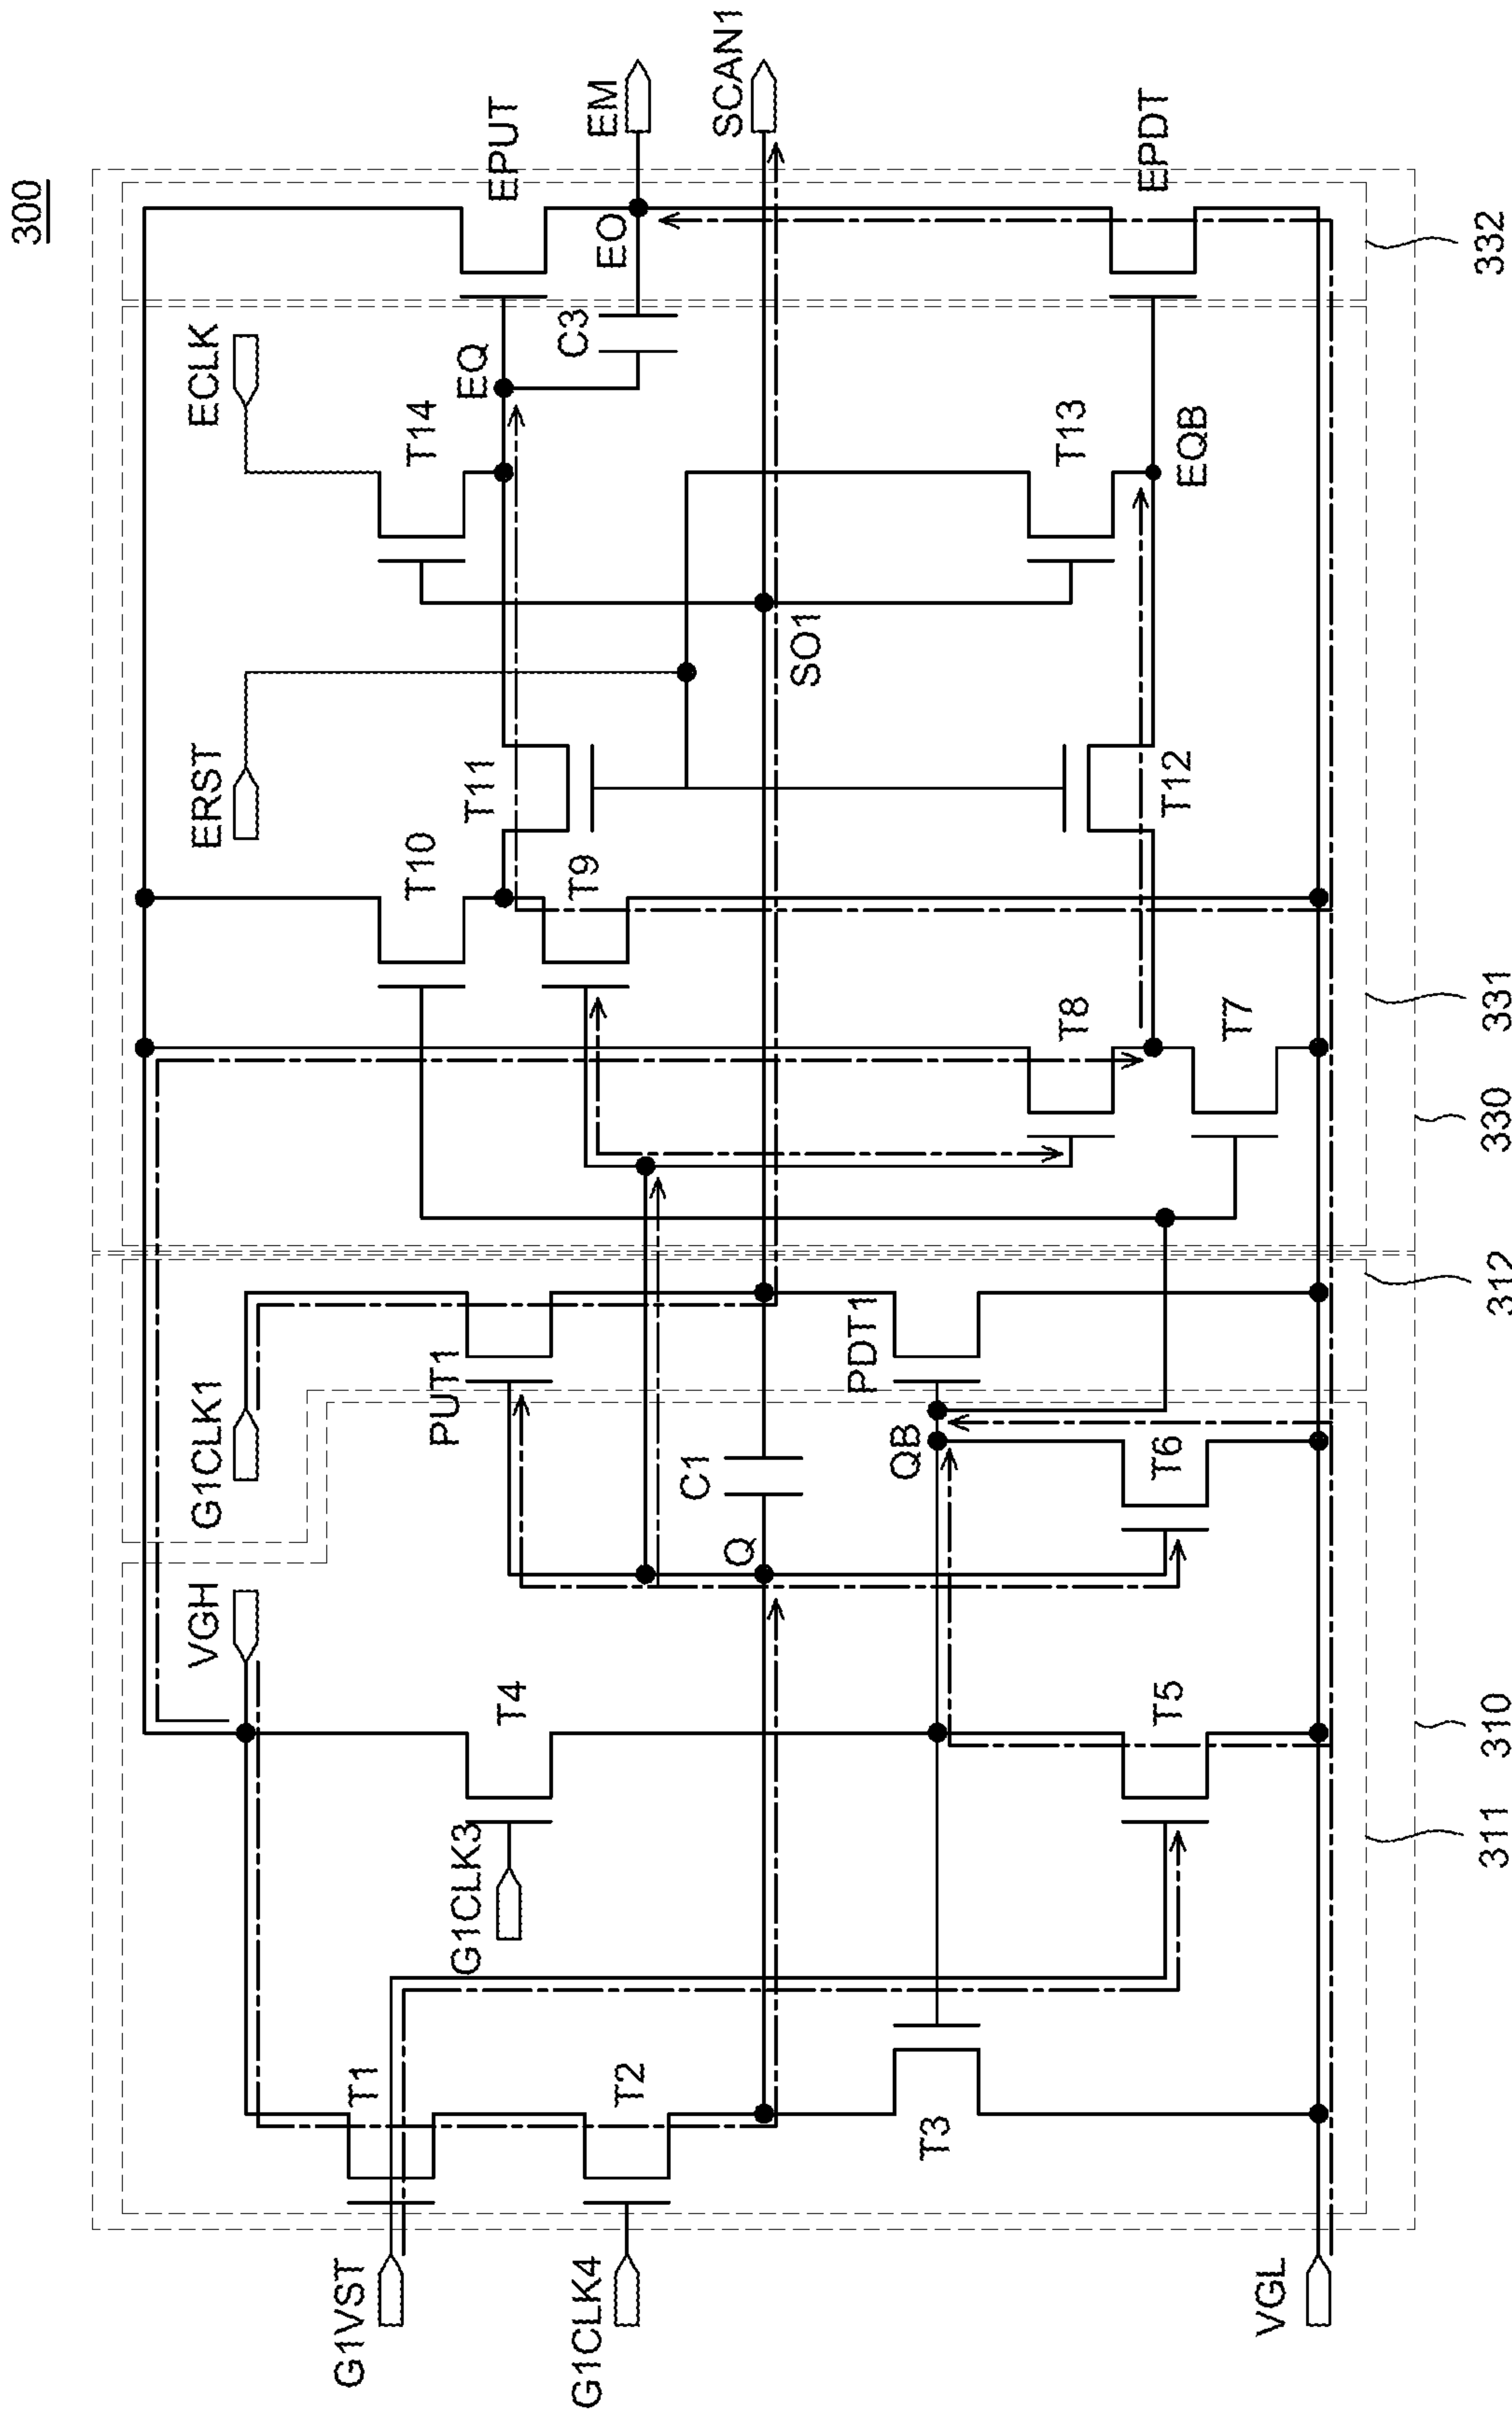 300
G1VST
G1CLK4
VGL
T1
T2
T3
G1CLK3
T4
T5
VGH
G1CLK1
PUT1
Q
C1
QB
PDT1
T6
T10
T9
T8
T7
ERST
T11
T12
SO1
ECLK
T14
T13
EQ
EQB
C3
EO
EPUT
EPDT
EM
SCAN1
311
310
312
330
331
332